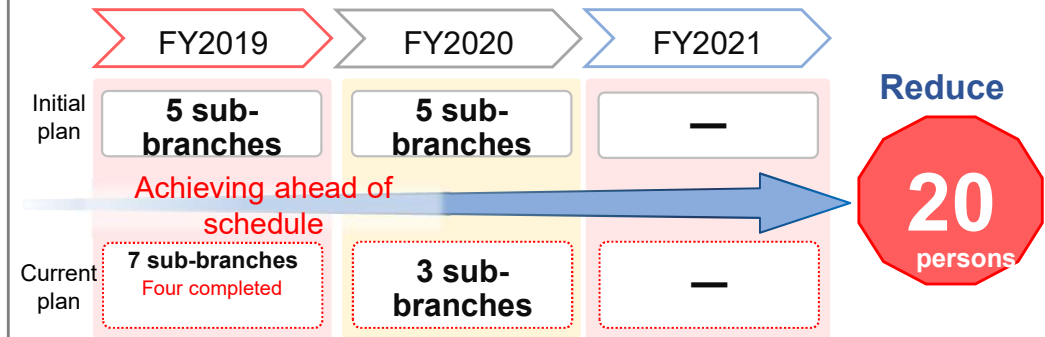 FY2019
FY2020
FY2021
Initial
plan
5 sub-
branches
5 sub-
branches
—
Reduce
20
persons
Achieving ahead of
schedule
Current
plan
7 sub-branches
Four completed
3 sub-
branches
—